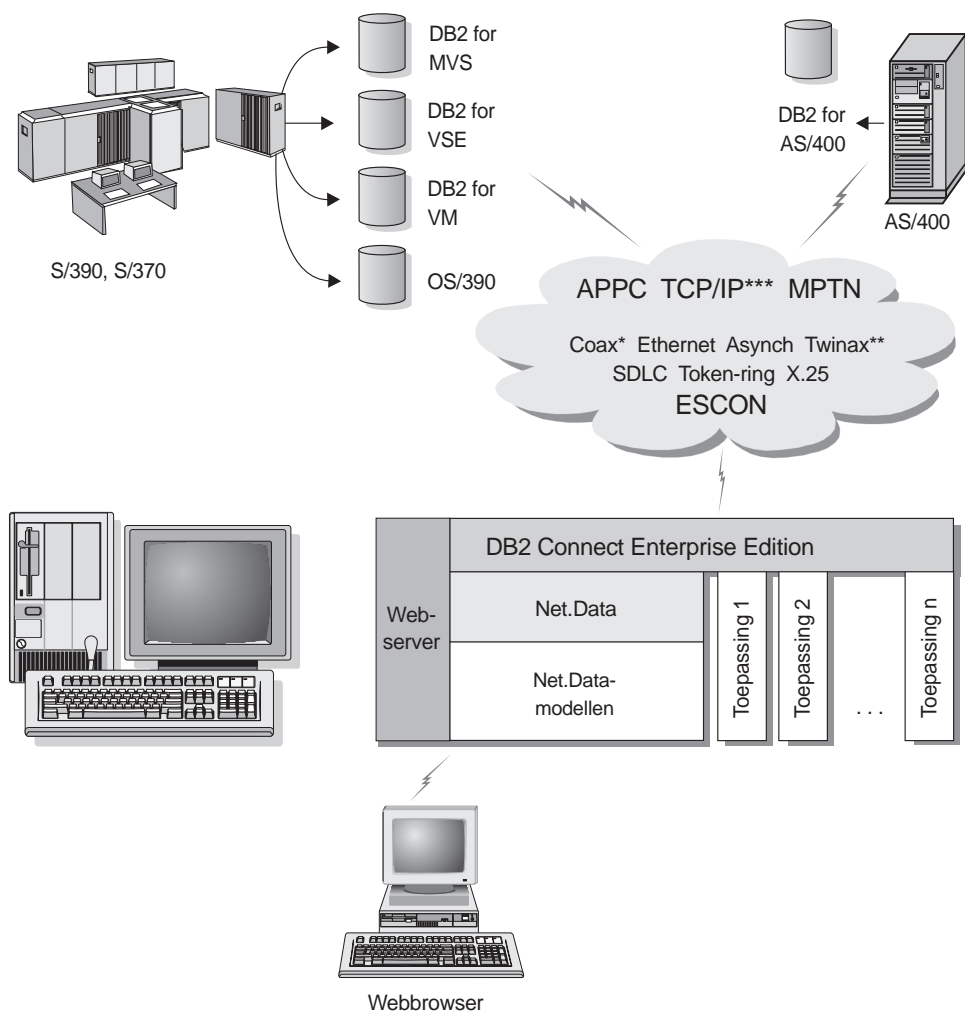 DB2 for
MVS
DB2 for
VSE
DB2 for
VM
OS/390
S/390, S/370
DB2 for
AS/400
AS/400
APPC TCP/IP*** MPTN
Coax* Ethernet Asynch Twinax**
SDLC Token-ring X.25
ESCON
DB2 Connect Enterprise Edition
Web-
server
Net.Data
Net.Data-
modellen
Toepassing 1
Toepassing 2
. . .
Toepassing n
Webbrowser